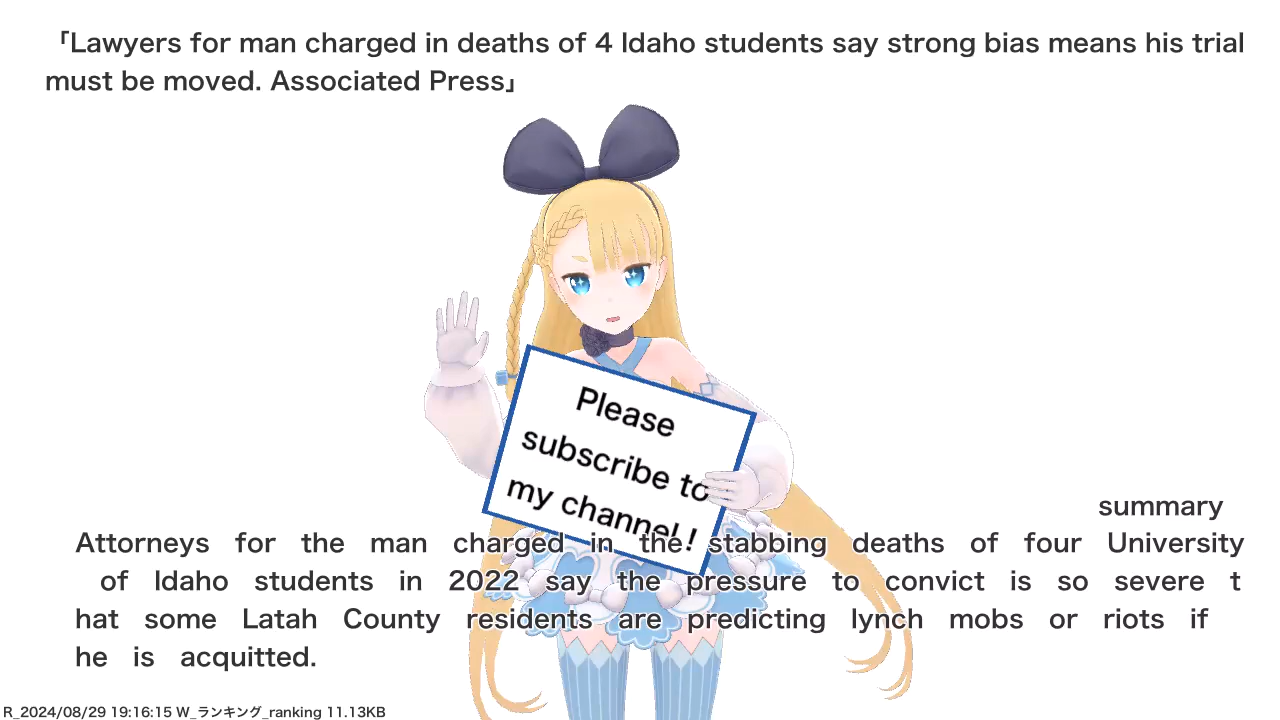 「Lawyers for man charged in deaths of 4 Idaho students say strong bias means his trial
must be moved. Associated Press」
Please
subscribe to
my channel !
summary
Attorneys for the man charged in the stabbing deaths of four University
of Idaho students in 2022 say the pressure to convict is so severe t
hat some Latah County residents are predicting lynch mobs or riots if
he is acquitted.
R_2024/08/29 19:16:15 W_ランキング_ranking 11.13KB